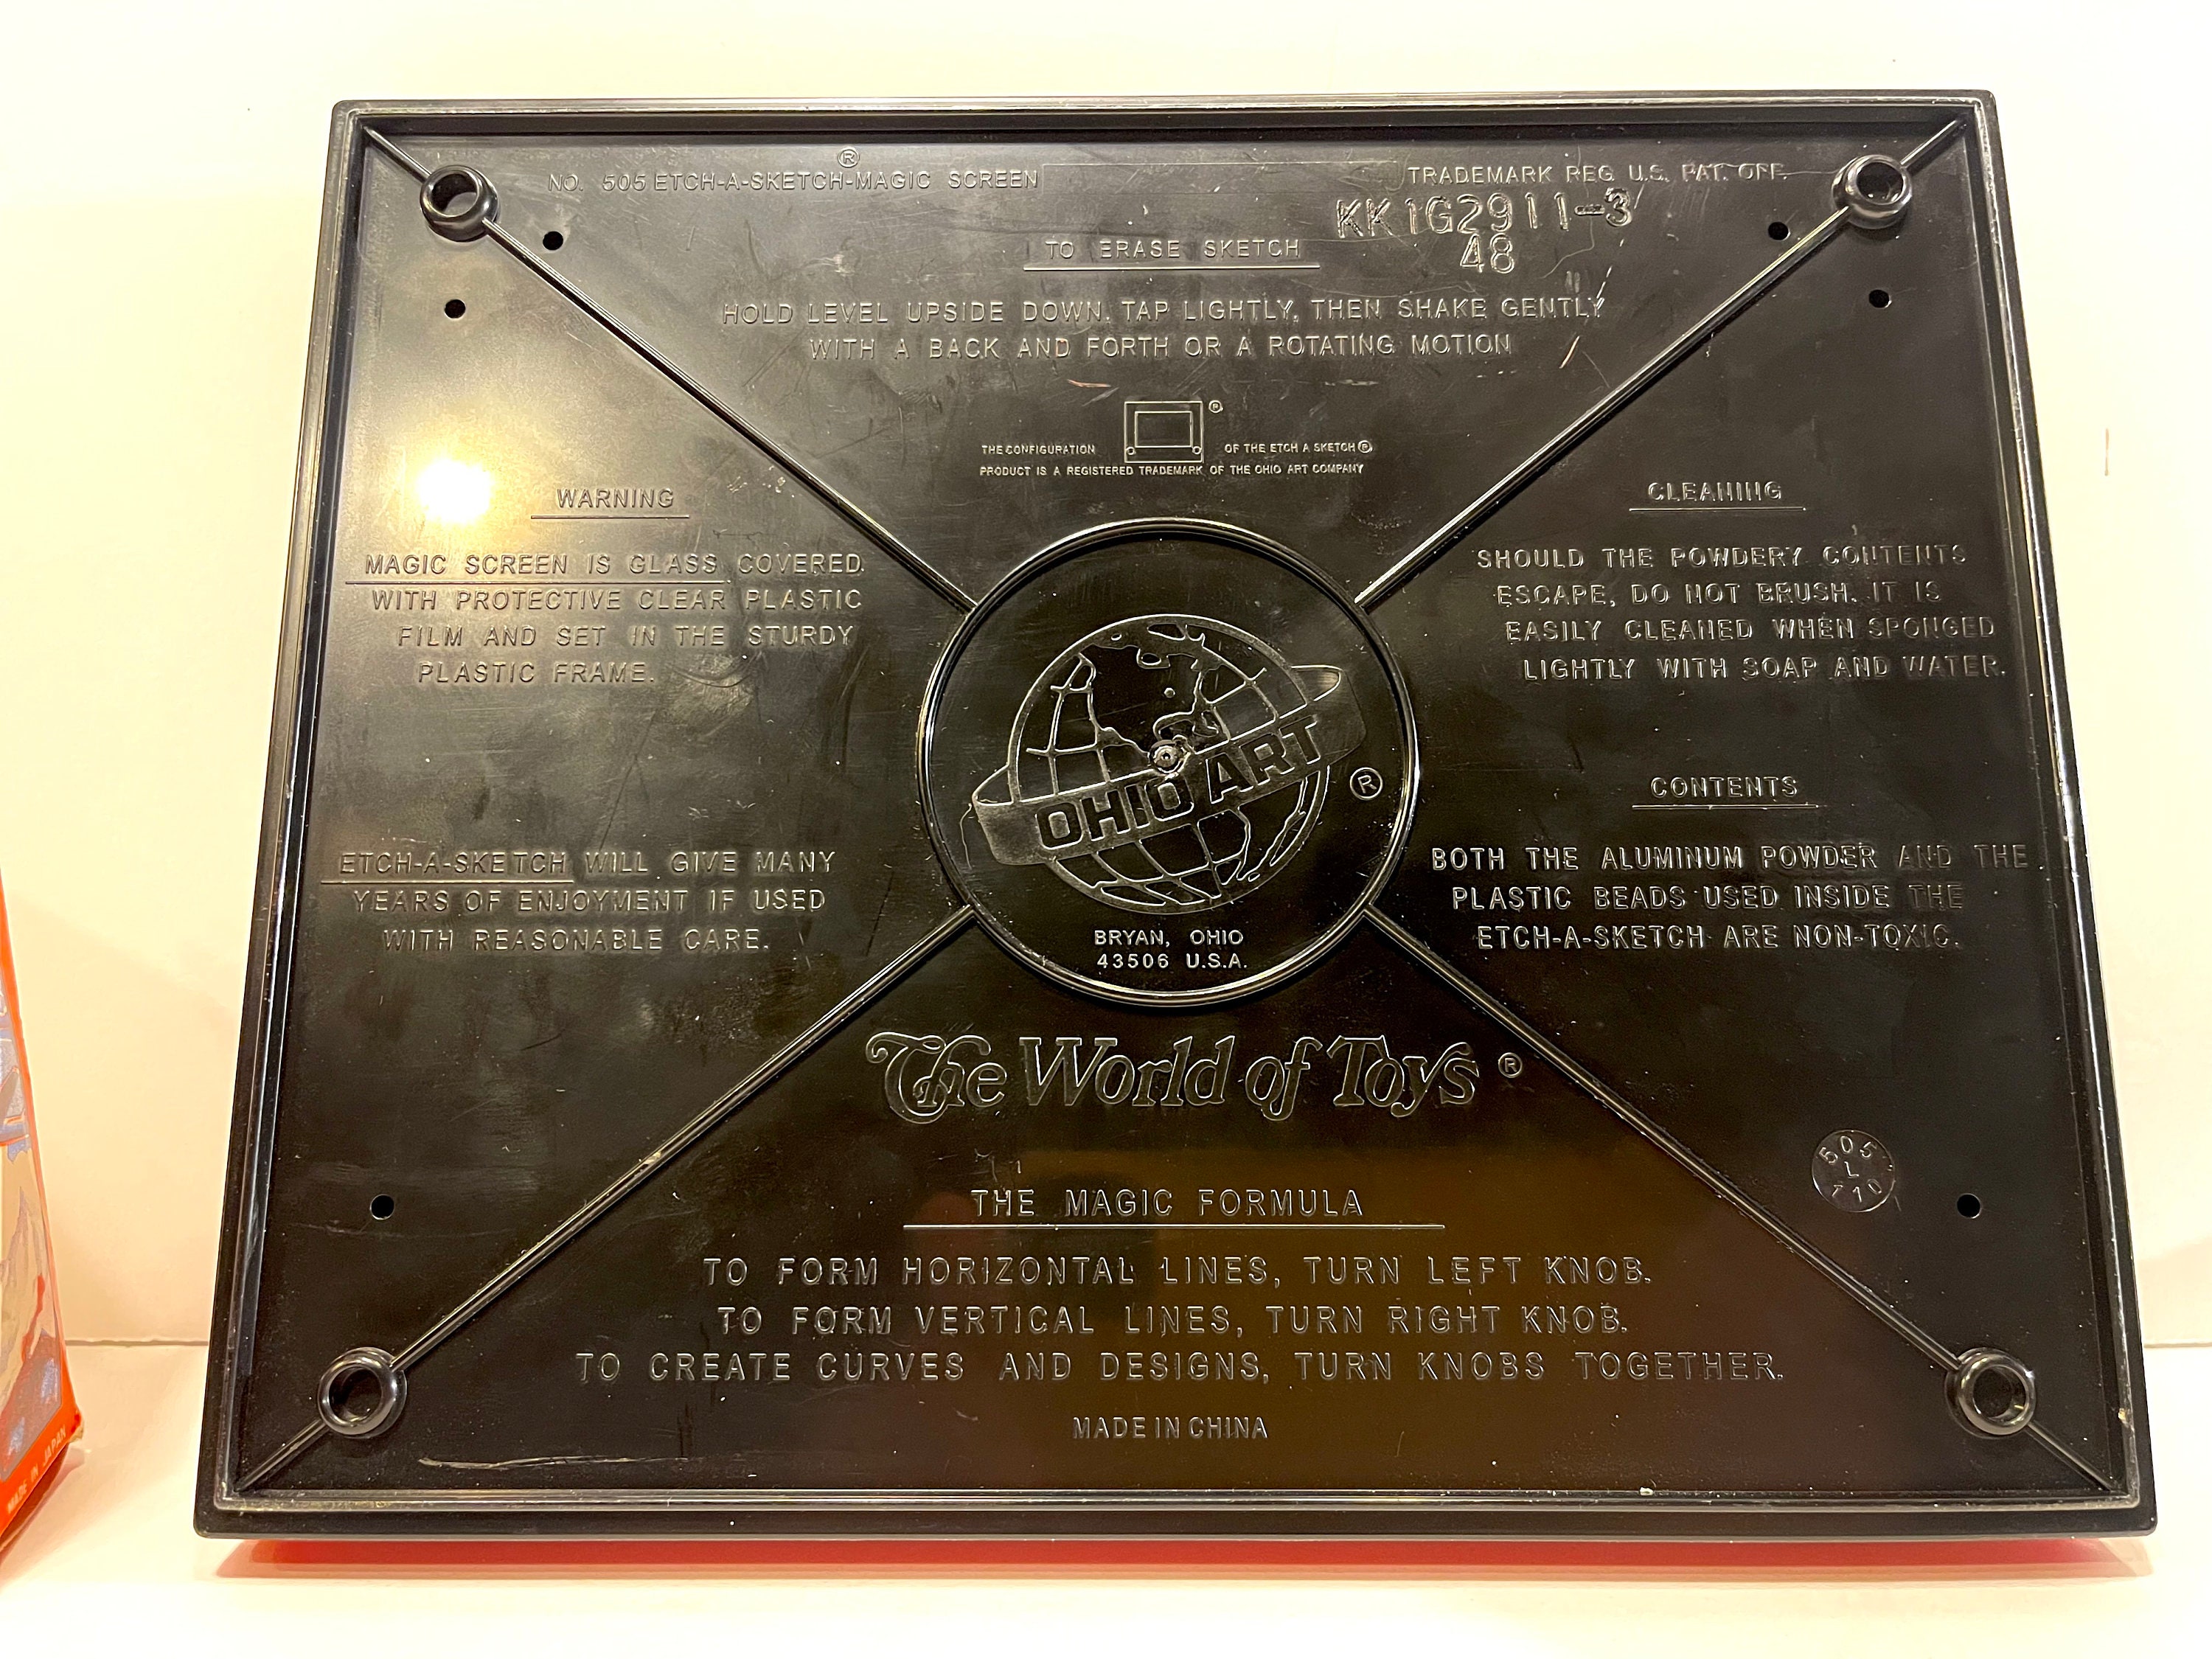 ®
NO. 505 ETCH-A-SKETCH-MAGIC SCREEN
TRADEMARK REG U.S. PAT. OFF.
KK1G2911-3
48
TO ERASE SKETCH
HOLD LEVEL UPSIDE DOWN. TAP LIGHTLY, THEN SHAKE GENTLY
WITH A BACK AND FORTH OR A ROTATING MOTION
®
THE CONFIGURATION OF THE ETCH A SKETCH®
PRODUCT IS A REGISTERED TRADEMARK OF THE OHIO ART COMPANY
WARNING
MAGIC SCREEN IS GLASS COVERED
WITH PROTECTIVE CLEAR PLASTIC
FILM AND SET IN THE STURDY
PLASTIC FRAME.
ETCH-A-SKETCH WILL GIVE MANY
YEARS OF ENJOYMENT IF USED
WITH REASONABLE CARE.
CLEANING
SHOULD THE POWDERY CONTENTS
ESCAPE, DO NOT BRUSH. IT IS
EASILY CLEANED WHEN SPONGED
LIGHTLY WITH SOAP AND WATER.
CONTENTS
BOTH THE ALUMINUM POWDER AND THE
PLASTIC BEADS USED INSIDE THE
ETCH-A-SKETCH ARE NON-TOXIC.
OHIO ART ®
BRYAN, OHIO
43506 U.S.A.
The World of Toys ®
505
L
710
THE MAGIC FORMULA
TO FORM HORIZONTAL LINES, TURN LEFT KNOB.
TO FORM VERTICAL LINES, TURN RIGHT KNOB.
TO CREATE CURVES AND DESIGNS, TURN KNOBS TOGETHER.
MADE IN CHINA
MADE IN JAPAN